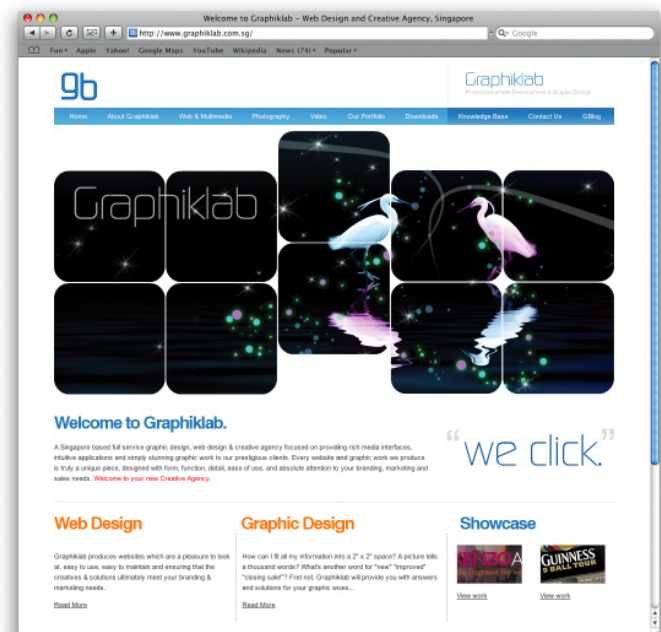 Welcome to Graphiklab – Web Design and Creative Agency, Singapore
http://www.graphiklab.com.sg/
Google
Fun Apple Yahoo! Google Maps YouTube Wikipedia News (74) Popular
gb
Graphiklab
Professional Web Development & Graphic Design
Home About Graphiklab Web & Multimedia Photography Video Our Portfolio Downloads Knowledge Base Contact Us GBlog
Graphiklab
Welcome to Graphiklab.
A Singapore based full service graphic design, web design & creative agency focused on providing rich media interfaces,
intuitive applications and simply stunning graphic work to our prestigious clients. Every website and graphic work we produce
is truly a unique piece, designed with form, function, detail, ease of use, and absolute attention to your branding, marketing and
sales needs. Welcome to your new Creative Agency.
“we click.”
Web Design
Graphiklab produces websites which are a pleasure to look
at, easy to use, easy to maintain and ensuring that the
creatives & solutions ultimately meet your branding &
marketing needs.
Read More
Graphic Design
How can I fit all my information into a 2" x 2" space? A picture tells
a thousand words? What's another word for "new" "improved"
"closing sale!"? Fret not, Graphiklab will provide you with answers
and solutions for your graphic woes...
Read More
Showcase
KENZO A
View work
GUINNESS
9 BALL TOUR
View work